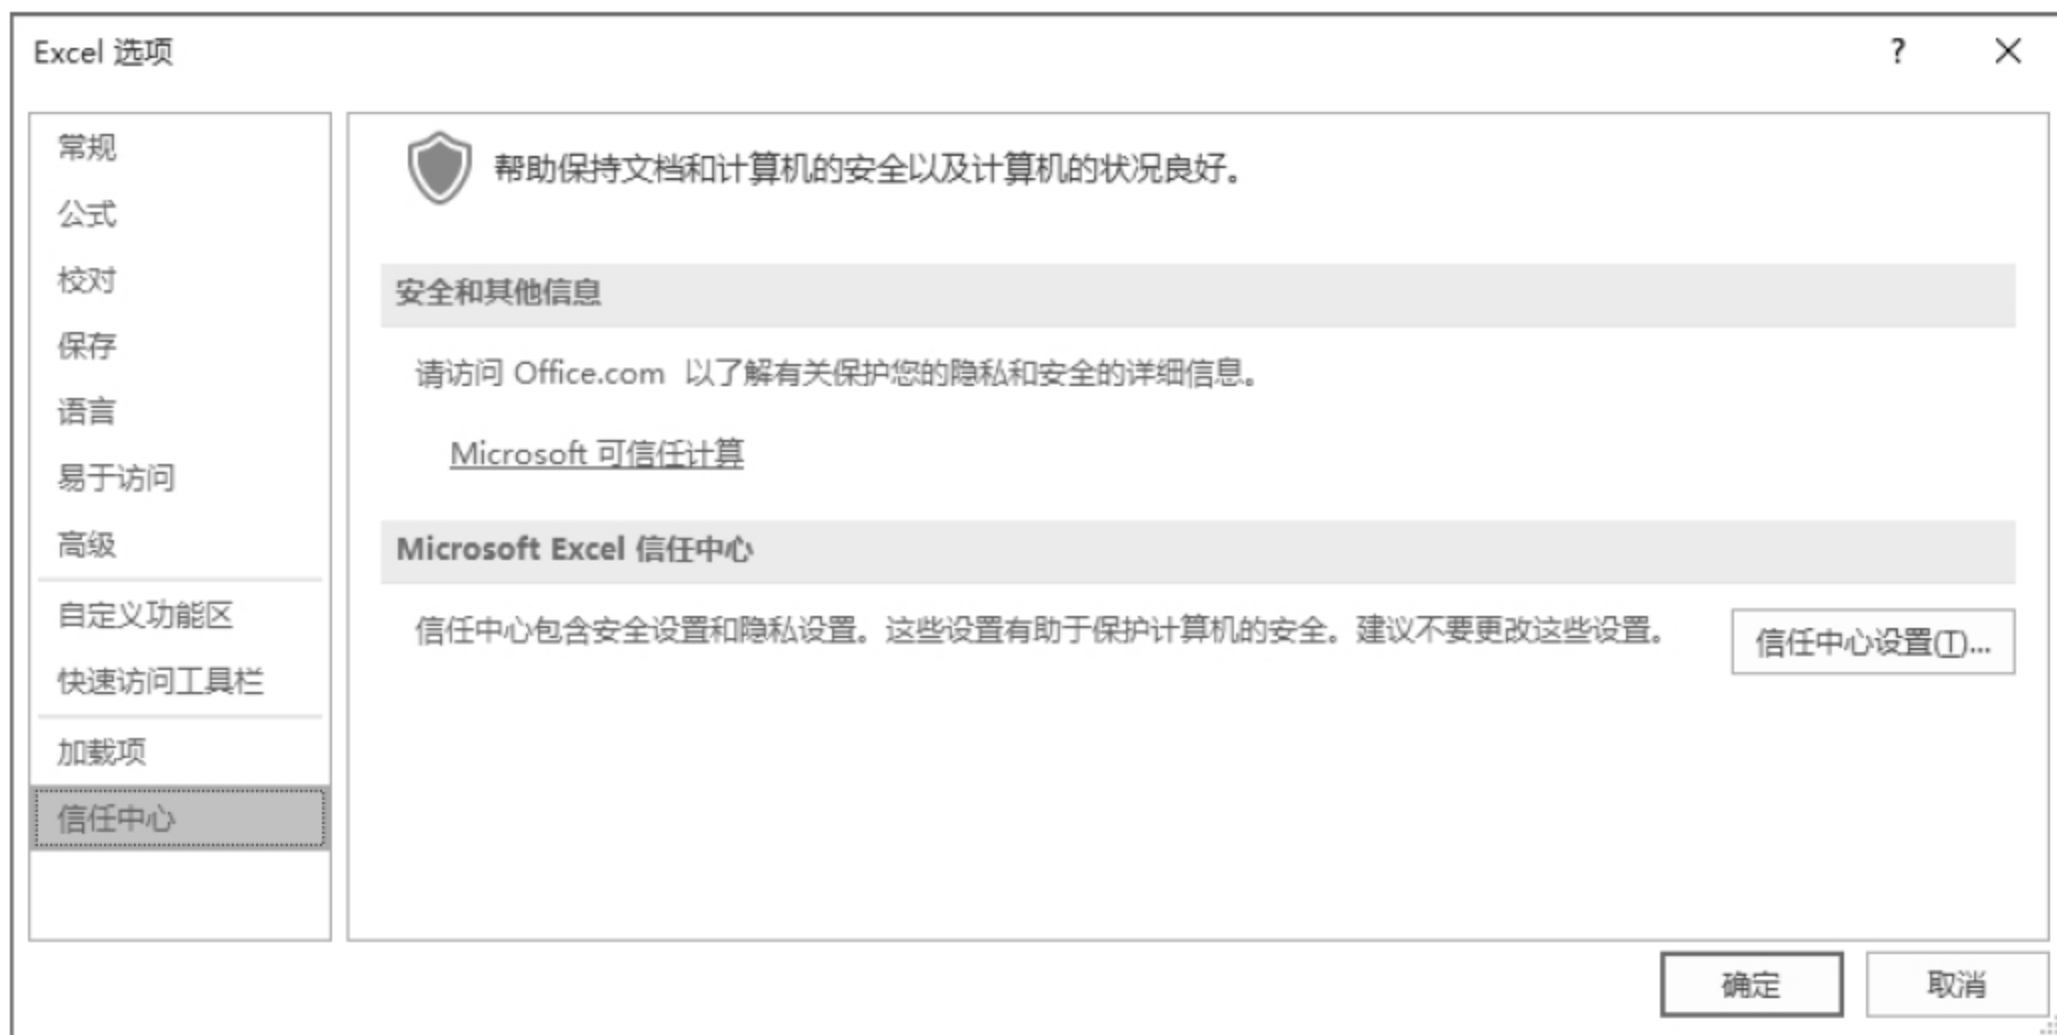 Excel 选项
?
常规
公式
校对
保存
语言
易于访问
高级
自定义功能区
快速访问工具栏
加载项
信任中心
帮助保持文档和计算机的安全以及计算机的状况良好。
安全和其他信息
请访问 Office.com 以了解有关保护您的隐私和安全的详细信息。
Microsoft 可信任计算
Microsoft Excel 信任中心
信任中心包含安全设置和隐私设置。这些设置有助于保护计算机的安全。建议不要更改这些设置。
信任中心设置(T)...
确定
取消